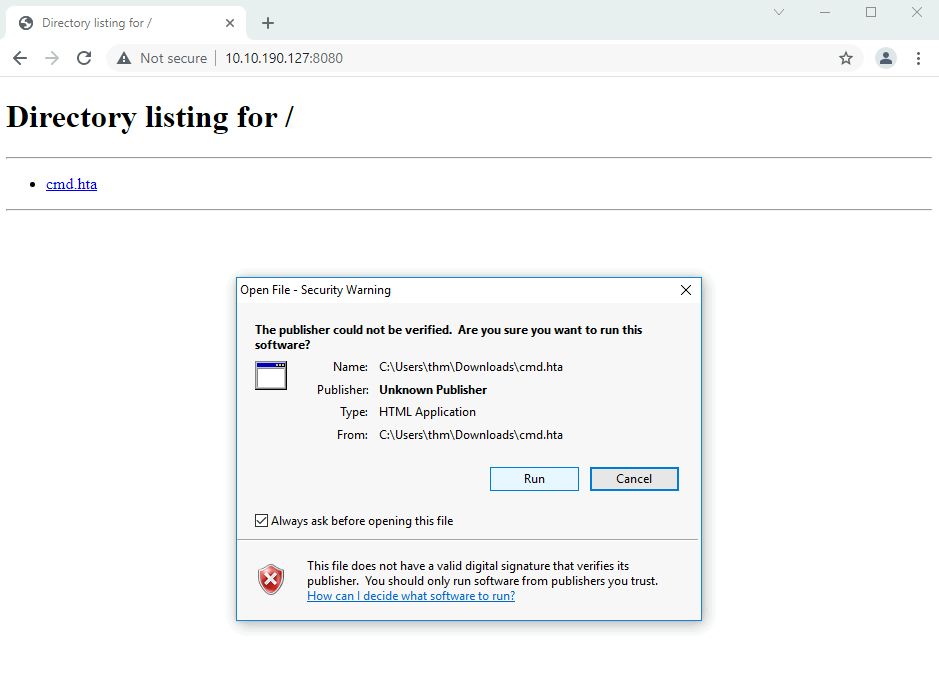 Directory listing for /
Not secure
10.10.190.127:8080
Directory listing for /
cmd.hta
Open File - Security Warning
The publisher could not be verified.  Are you sure you want to run this
software?
Name: C:\Users\thm\Downloads\cmd.hta
Publisher: Unknown Publisher
Type: HTML Application
From: C:\Users\thm\Downloads\cmd.hta
Run Cancel
Always ask before opening this file
This file does not have a valid digital signature that verifies its
publisher.  You should only run software from publishers you trust.
How can I decide what software to run?